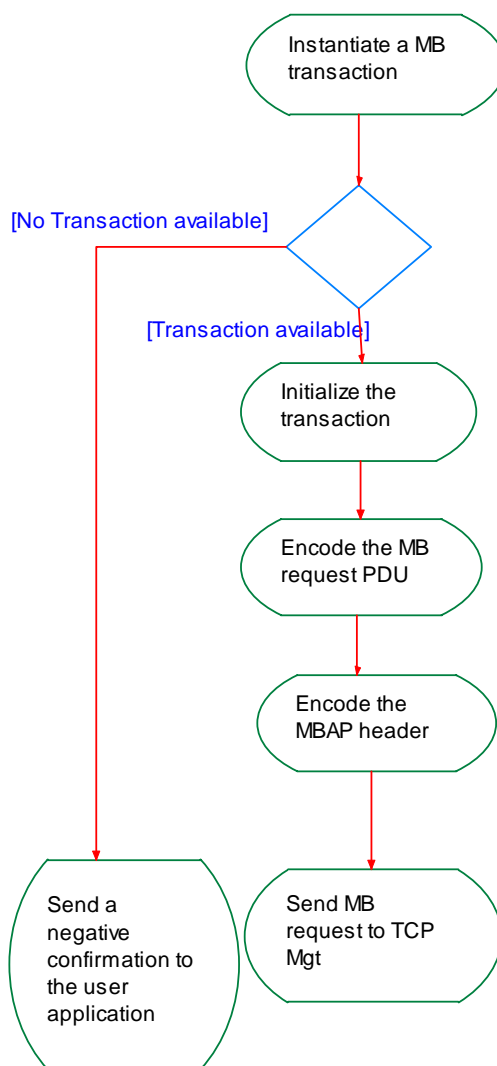 Instantiate a MB
transaction
[No Transaction available]
[Transaction available]
Initialize the
transaction
Encode the MB
request PDU
Encode the
MBAP header
Send a
negative
confirmation to
the user
application
Send MB
request to TCP
Mgt